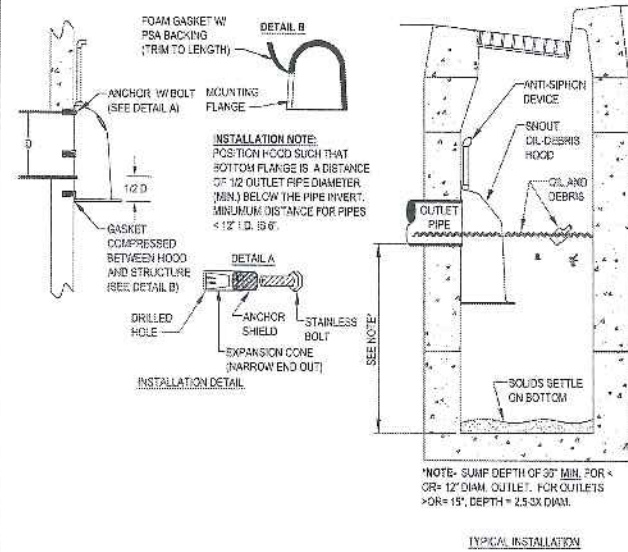 FOAM GASKET W/
PSA BACKING
(TRIM TO LENGTH)
DETAIL B
ANCHOR W/ BOLT
(SEE DETAIL A)
MOUNTING
FLANGE
D
1/2 D
INSTALLATION NOTE:
POSITION HOOD SUCH THAT
BOTTOM FLANGE IS A DISTANCE
OF 1/2 OUTLET PIPE DIAMETER
(MIN.) BELOW THE PIPE INVERT.
MINUMUM DISTANCE FOR PIPES
< 12" I.D. IS 6".
GASKET
COMPRESSED
BETWEEN HOOD
AND STRUCTURE
(SEE DETAIL B)
DETAIL A
DRILLED
HOLE
ANCHOR
SHIELD
STAINLESS
BOLT
EXPANSION CONE
(NARROW END OUT)
INSTALLATION DETAIL
ANTI-SIPHON
DEVICE
SNOUT
OIL-DEBRIS
HOOD
OIL AND
DEBRIS
OUTLET
PIPE
SEE NOTE*
SOLIDS SETTLE
ON BOTTOM
*NOTE- SUMP DEPTH OF 36" MIN. FOR <
OR= 12" DIAM. OUTLET. FOR OUTLETS
>OR= 15", DEPTH = 2.5-3X DIAM.
TYPICAL INSTALLATION